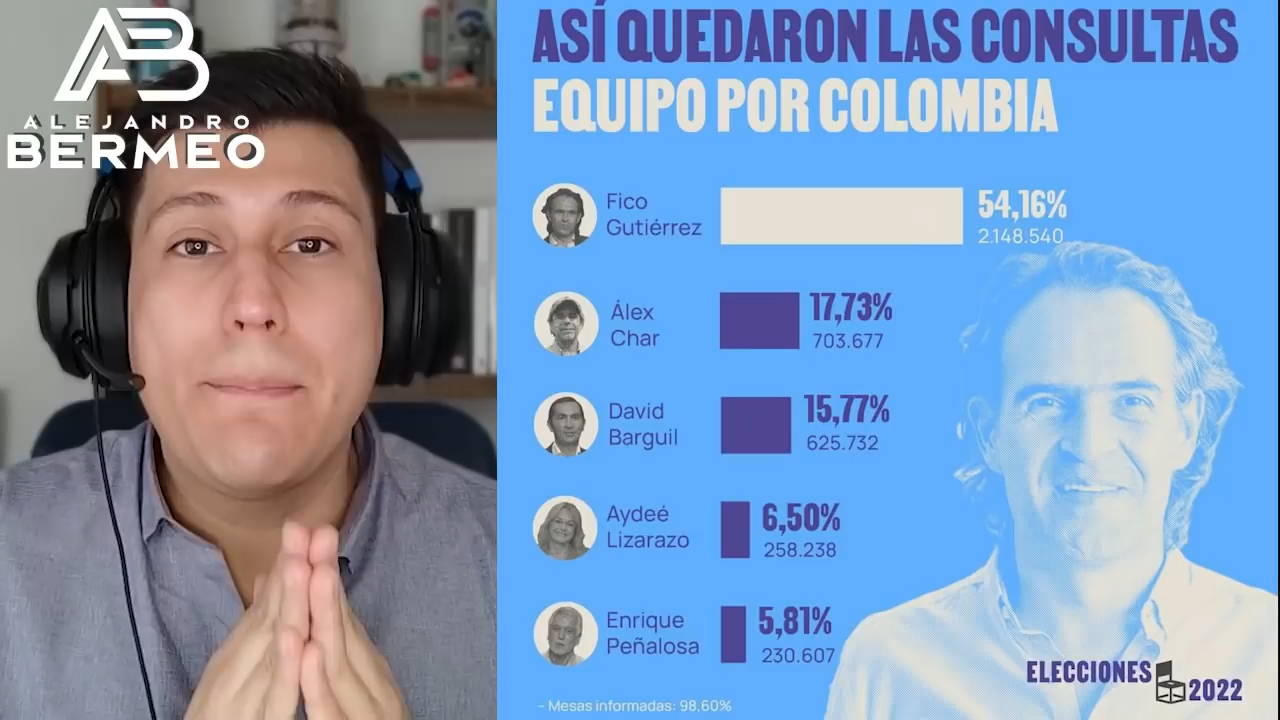 AB
ALEJANDRO
BERMEO
ASÍ QUEDARON LAS CONSULTAS
EQUIPO POR COLOMBIA
Fico
Gutiérrez
54,16%
2.148.540
Álex
Char
17,73%
703.677
David
Barguil
15,77%
625.732
Aydeé
Lizarazo
6,50%
258.238
Enrique
Peñalosa
5,81%
230.607
- Mesas informadas: 98.60%
ELECCIONES
2022